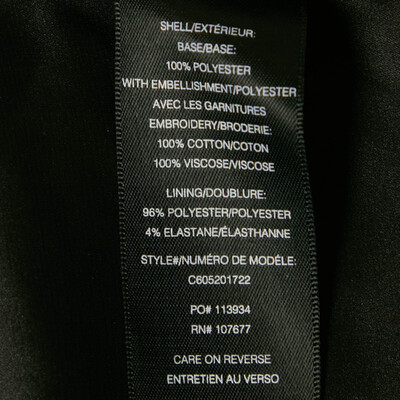 SHELL/EXTÉRIEUR:
BASE/BASE:
100% POLYESTER
WITH EMBELLISHMENT/POLYESTER
AVEC LES GARNITURES
EMBROIDERY/BRODERIE:
100% COTTON/COTON
100% VISCOSE/VISCOSE
LINING/DOUBLURE:
96% POLYESTER/POLYESTER
4% ELASTANE/ÉLASTHANNE
STYLE#/NUMÉRO DE MODÈLE:
C605201722
PO# 113934
RN# 107677
CARE ON REVERSE
ENTRETIEN AU VERSO